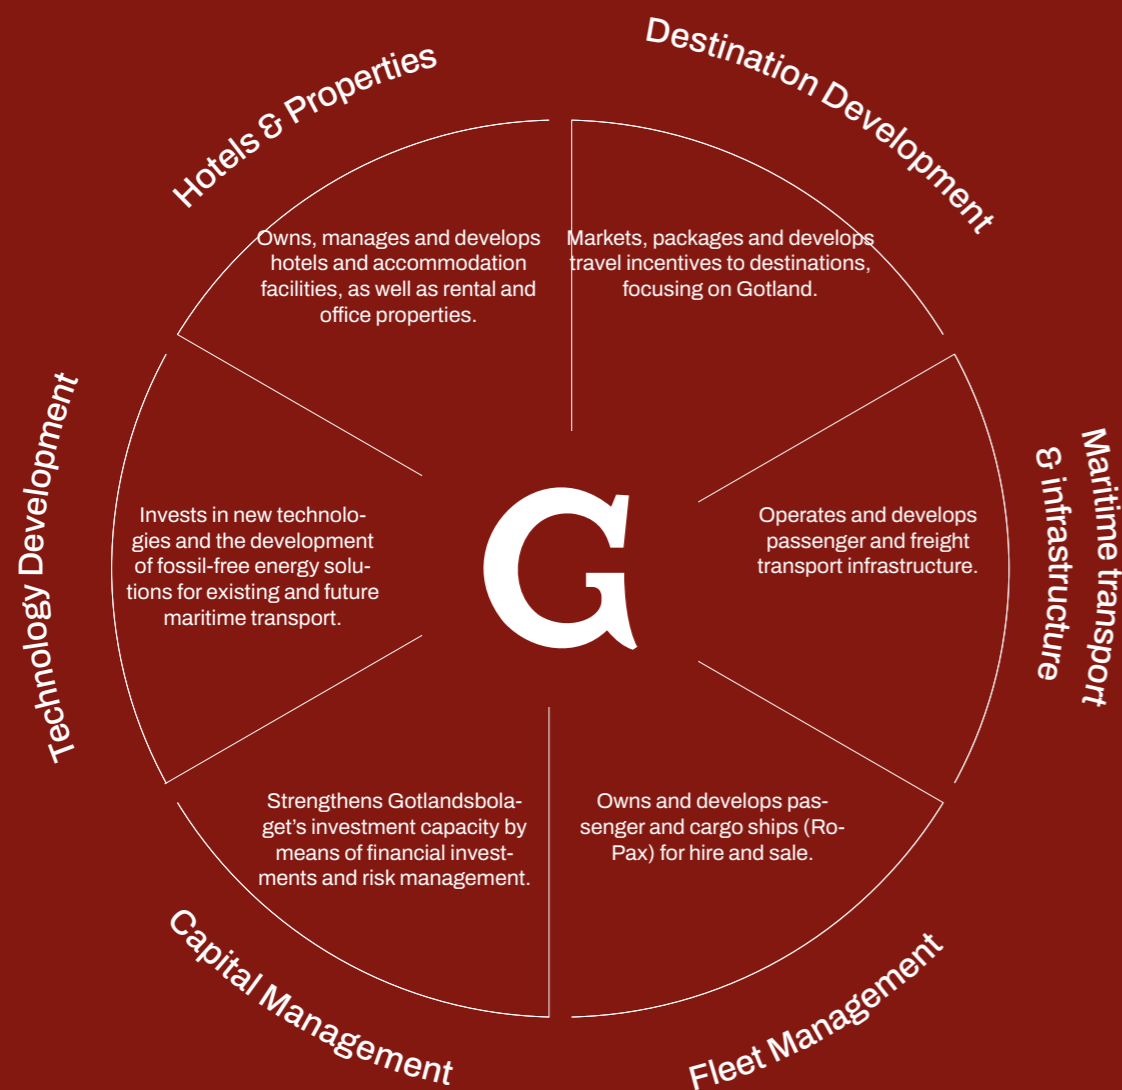 Hotels & Properties
Owns, manages and develops
hotels and accommodation
facilities, as well as rental and
office properties.
Destination Development
Markets, packages and develops
travel incentives to destinations,
focusing on Gotland.
Maritime transport
& infrastructure
Operates and develops
passenger and freight
transport infrastructure.
Fleet Management
Owns and develops pas-
senger and cargo ships (Ro-
Pax) for hire and sale.
Capital Management
Strengthens Gotlandsbola-
get’s investment capacity by
means of financial invest-
ments and risk management.
Technology Development
Invests in new technolo-
gies and the development
of fossil-free energy solu-
tions for existing and future
maritime transport.
G